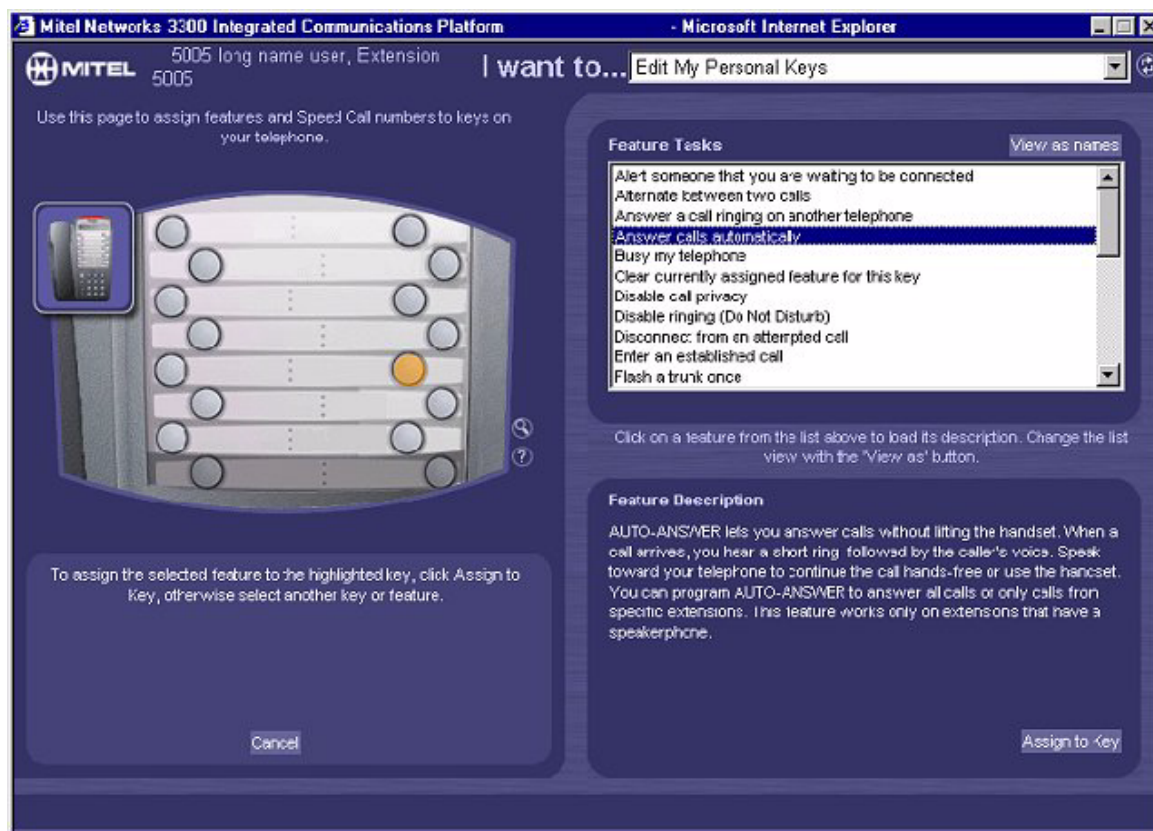 Mitel Networks 3300 Integrated Communications Platform - Microsoft Internet Explorer
MITEL
5005 long name user, Extension
5005
I want to...
Edit My Personal Keys
Use this page to assign features and Speed Call numbers to keys on
your telephone.
?
To assign the selected feature to the highlighted key, click Assign to
Key, otherwise select another key or feature.
Cancel
Feature Tasks
View as names
Alert someone that you are waiting to be connected
Alternate between two calls
Answer a call ringing on another telephone
Answer calls automatically
Busy my telephone
Clear currently assigned feature for this key
Disable call privacy
Disable ringing (Do Not Disturb)
Disconnect from an attempted call
Enter an established call
Flash a trunk once
Click on a feature from the list above to load its description. Change the list
view with the 'View as' button.
Feature Description
AUTO-ANSWER lets you answer calls without lifting the handset. When a
call arrives, you hear a short ring followed by the caller's voice. Speak
toward your telephone to continue the call hands-free or use the handset.
You can program AUTO-ANSWER to answer all calls or only calls from
specific extensions. This feature works only on extensons that have a
speakerphone.
Assign to Key